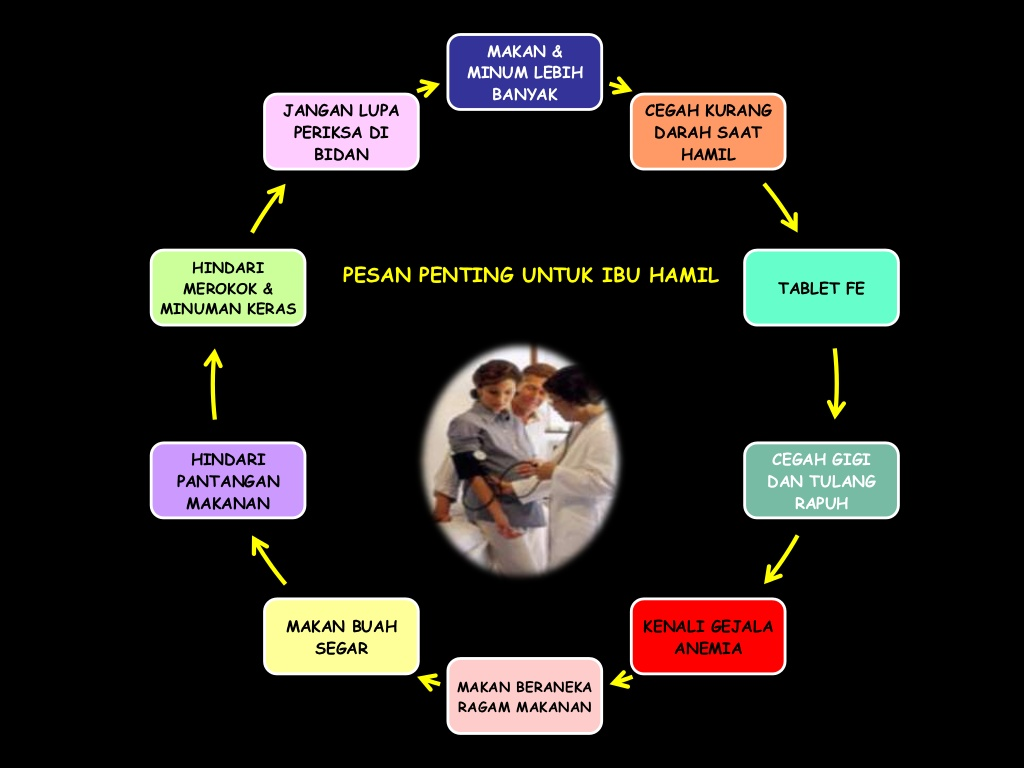 MAKAN &
MINUM LEBIH
BANYAK
CEGAH KURANG
DARAH SAAT
HAMIL
TABLET FE
CEGAH GIGI
DAN TULANG
RAPUH
KENALI GEJALA
ANEMIA
MAKAN BERANEKA
RAGAM MAKANAN
MAKAN BUAH
SEGAR
HINDARI
PANTANGAN
MAKANAN
HINDARI
MEROKOK &
MINUMAN KERAS
JANGAN LUPA
PERIKSA DI
BIDAN
PESAN PENTING UNTUK IBU HAMIL